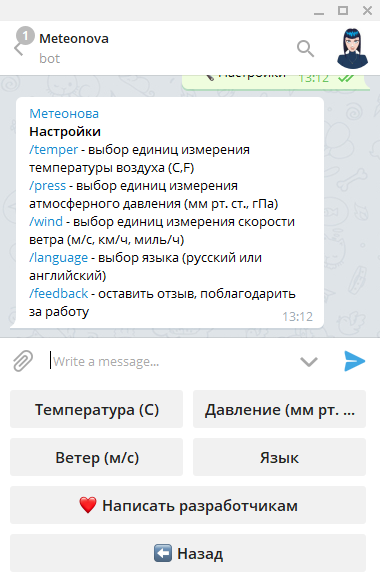 1
Meteonova
bot
Настройки
13:12
Метеонова
Настройки
/temper - выбор единиц измерения
температуры воздуха (C,F)
/press - выбор единиц измерения
атмосферного давления (мм рт. ст., гПа)
/wind - выбор единиц измерения скорости
ветра (м/с, км/ч, миль/ч)
/language - выбор языка (русский или
английский)
/feedback - оставить отзыв, поблагодарить
за работу
13:12
Write a message...
Температура (C)
Давление (мм рт. ...
Ветер (м/с)
Язык
Написать разработчикам
Назад